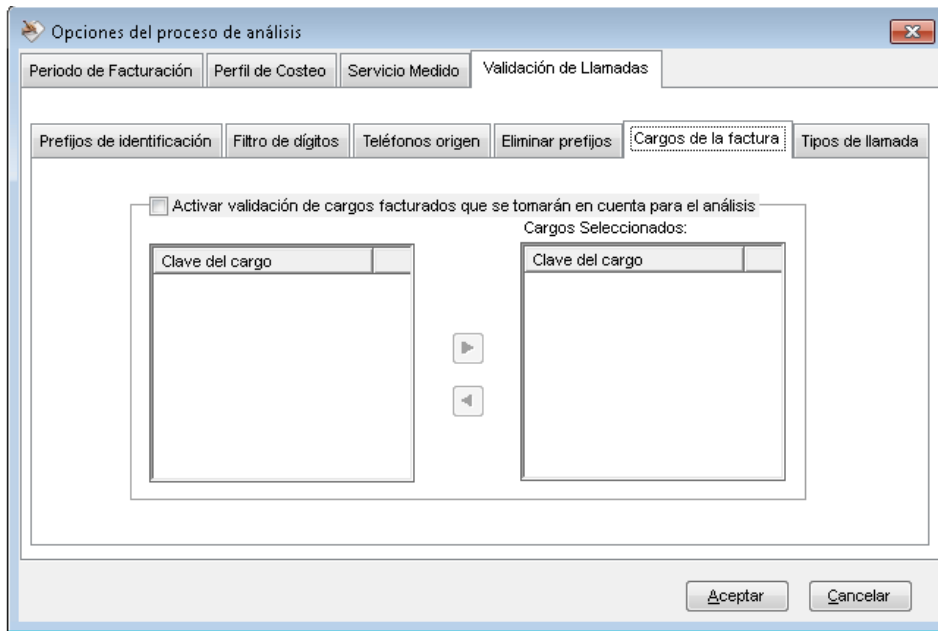 Opciones del proceso de análisis
Periodo de Facturación Perfil de Costeo Servicio Medido Validación de Llamadas
Prefijos de identificación Filtro de dígitos Teléfonos origen Eliminar prefijos Cargos de la factura Tipos de llamada
Activar validación de cargos facturados que se tomarán en cuenta para el análisis
Cargos Seleccionados:
Clave del cargo Clave del cargo
Aceptar Cancelar